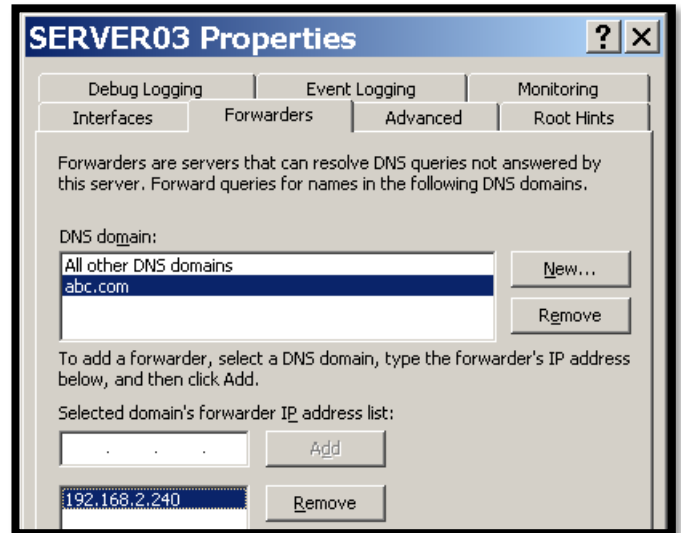 SERVER03 Properties
? ×
Debug Logging Event Logging Monitoring
Interfaces Forwarders Advanced Root Hints
Forwarders are servers that can resolve DNS queries not answered by
this server. Forward queries for names in the following DNS domains.
DNS domain:
All other DNS domains
abc.com
New...
Remove
To add a forwarder, select a DNS domain, type the forwarder's IP address
below, and then click Add.
Selected domain's forwarder IP address list:
. . . Add
192.168.2.240 Remove